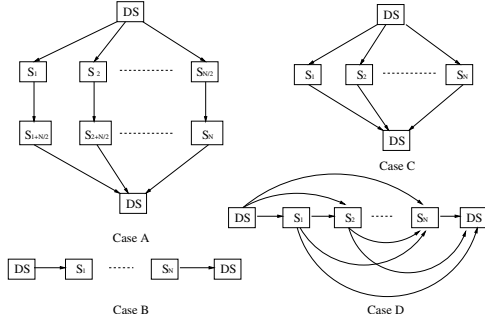 DS
S1 S2 SN/2
S1+N/2 S2+N/2 SN
DS
Case A
DS
S1 S2 SN
DS
Case C
DS S1 SN DS
Case B
DS S1 S2 SN DS
Case D